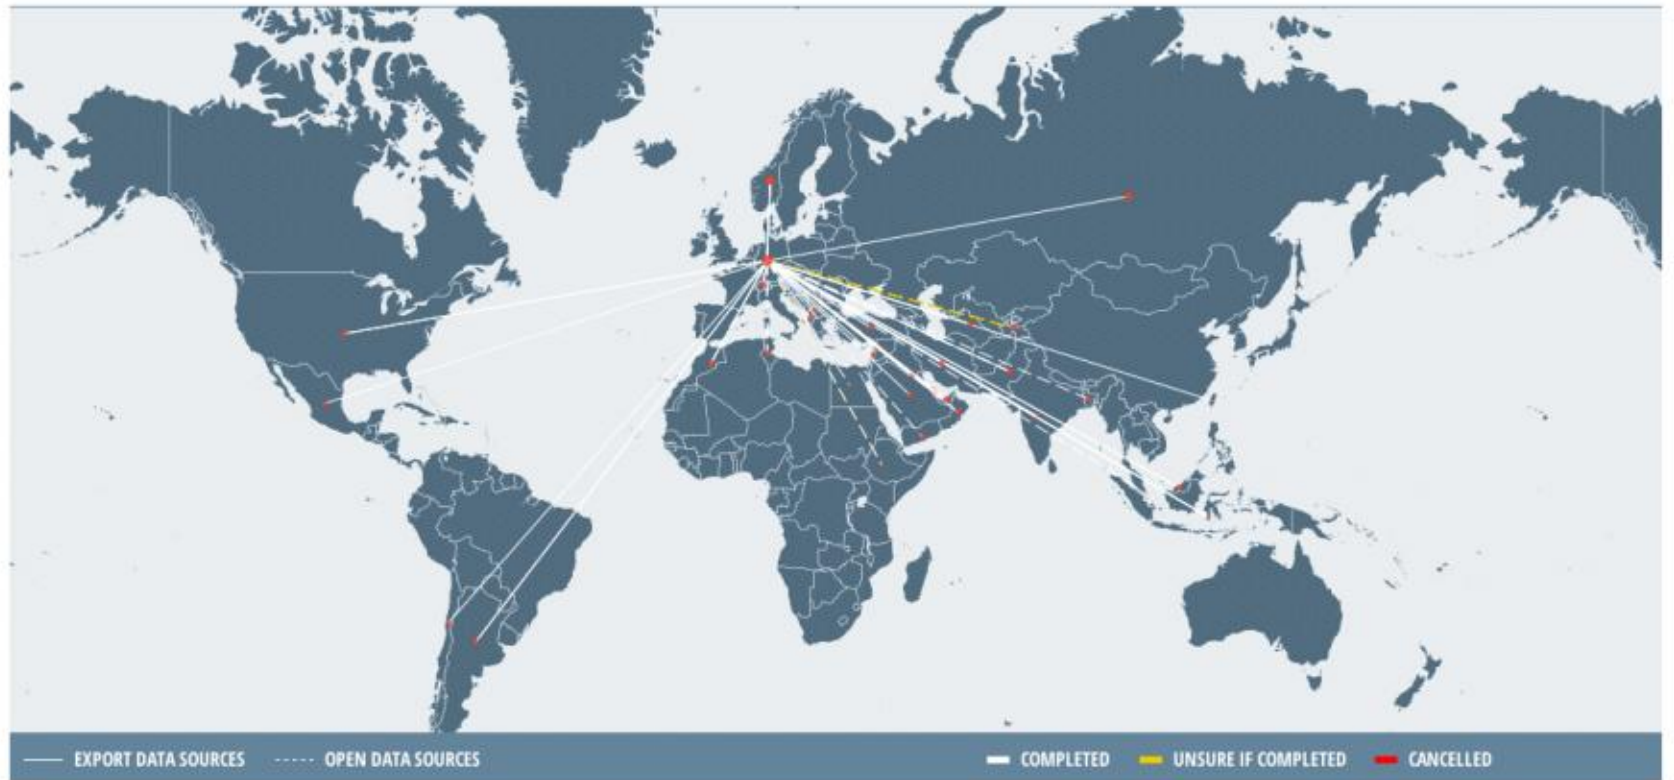 EXPORT DATA SOURCES
OPEN DATA SOURCES
COMPLETED
UNSURE IF COMPLETED
CANCELLED